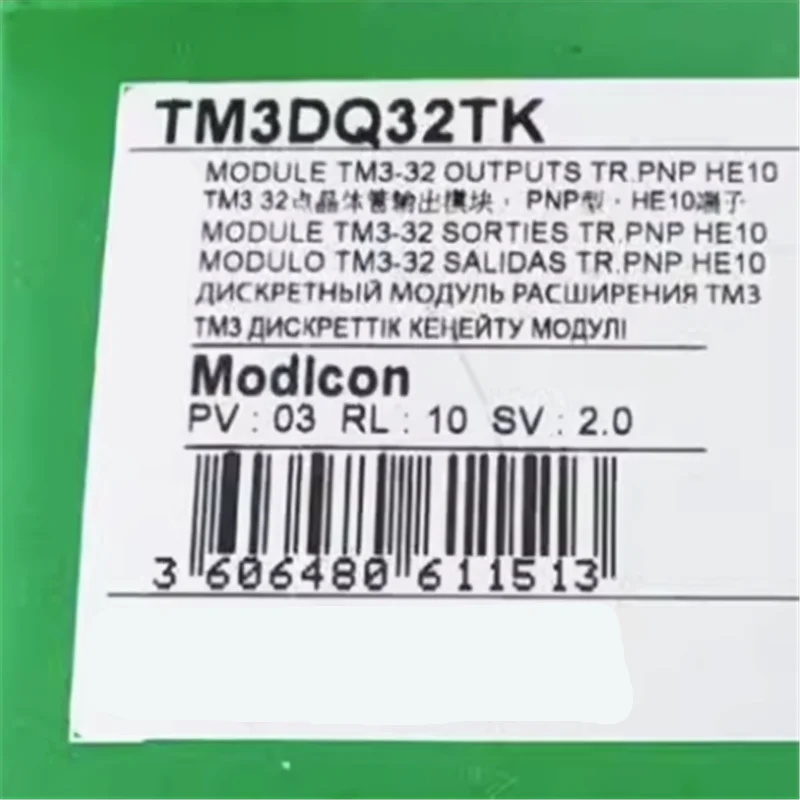 TM3DQ32TK
MODULE TM3-32 OUTPUTS TR.PNP HE10
TM3 32点晶体管输出模块，PNP型，HE10端子
MODULE TM3-32 SORTIES TR.PNP HE10
MODULO TM3-32 SALIDAS TR.PNP HE10
ДИСКРЕТНЫЙ МОДУЛЬ РАСШИРЕНИЯ TM3
TM3 ДИСКРЕТТІК КЕҢЕЙТУ МОДУЛІ
ModIcon
PV : 03 RL : 10 SV : 2.0
3 606480 611513